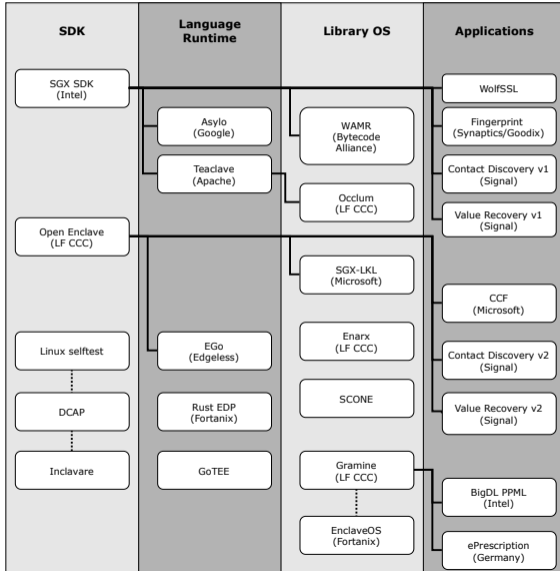 SDK
Language
Runtime
Library OS
Applications
SGX SDK
(Intel)
Open Enclave
(LF CCC)
Linux selftest
DCAP
Inclavare
Asylo
(Google)
Teaclave
(Apache)
EGo
(Edgeless)
Rust EDP
(Fortanix)
GoTEE
WAMR
(Bytecode
Alliance)
Occlum
(LF CCC)
SGX-LKL
(Microsoft)
Enarx
(LF CCC)
SCONE
Gramine
(LF CCC)
EnclaveOS
(Fortanix)
WolfSSL
Fingerprint
(Synaptics/Goodix)
Contact Discovery v1
(Signal)
Value Recovery v1
(Signal)
CCF
(Microsoft)
Contact Discovery v2
(Signal)
Value Recovery v2
(Signal)
BigDL PPML
(Intel)
ePrescription
(Germany)